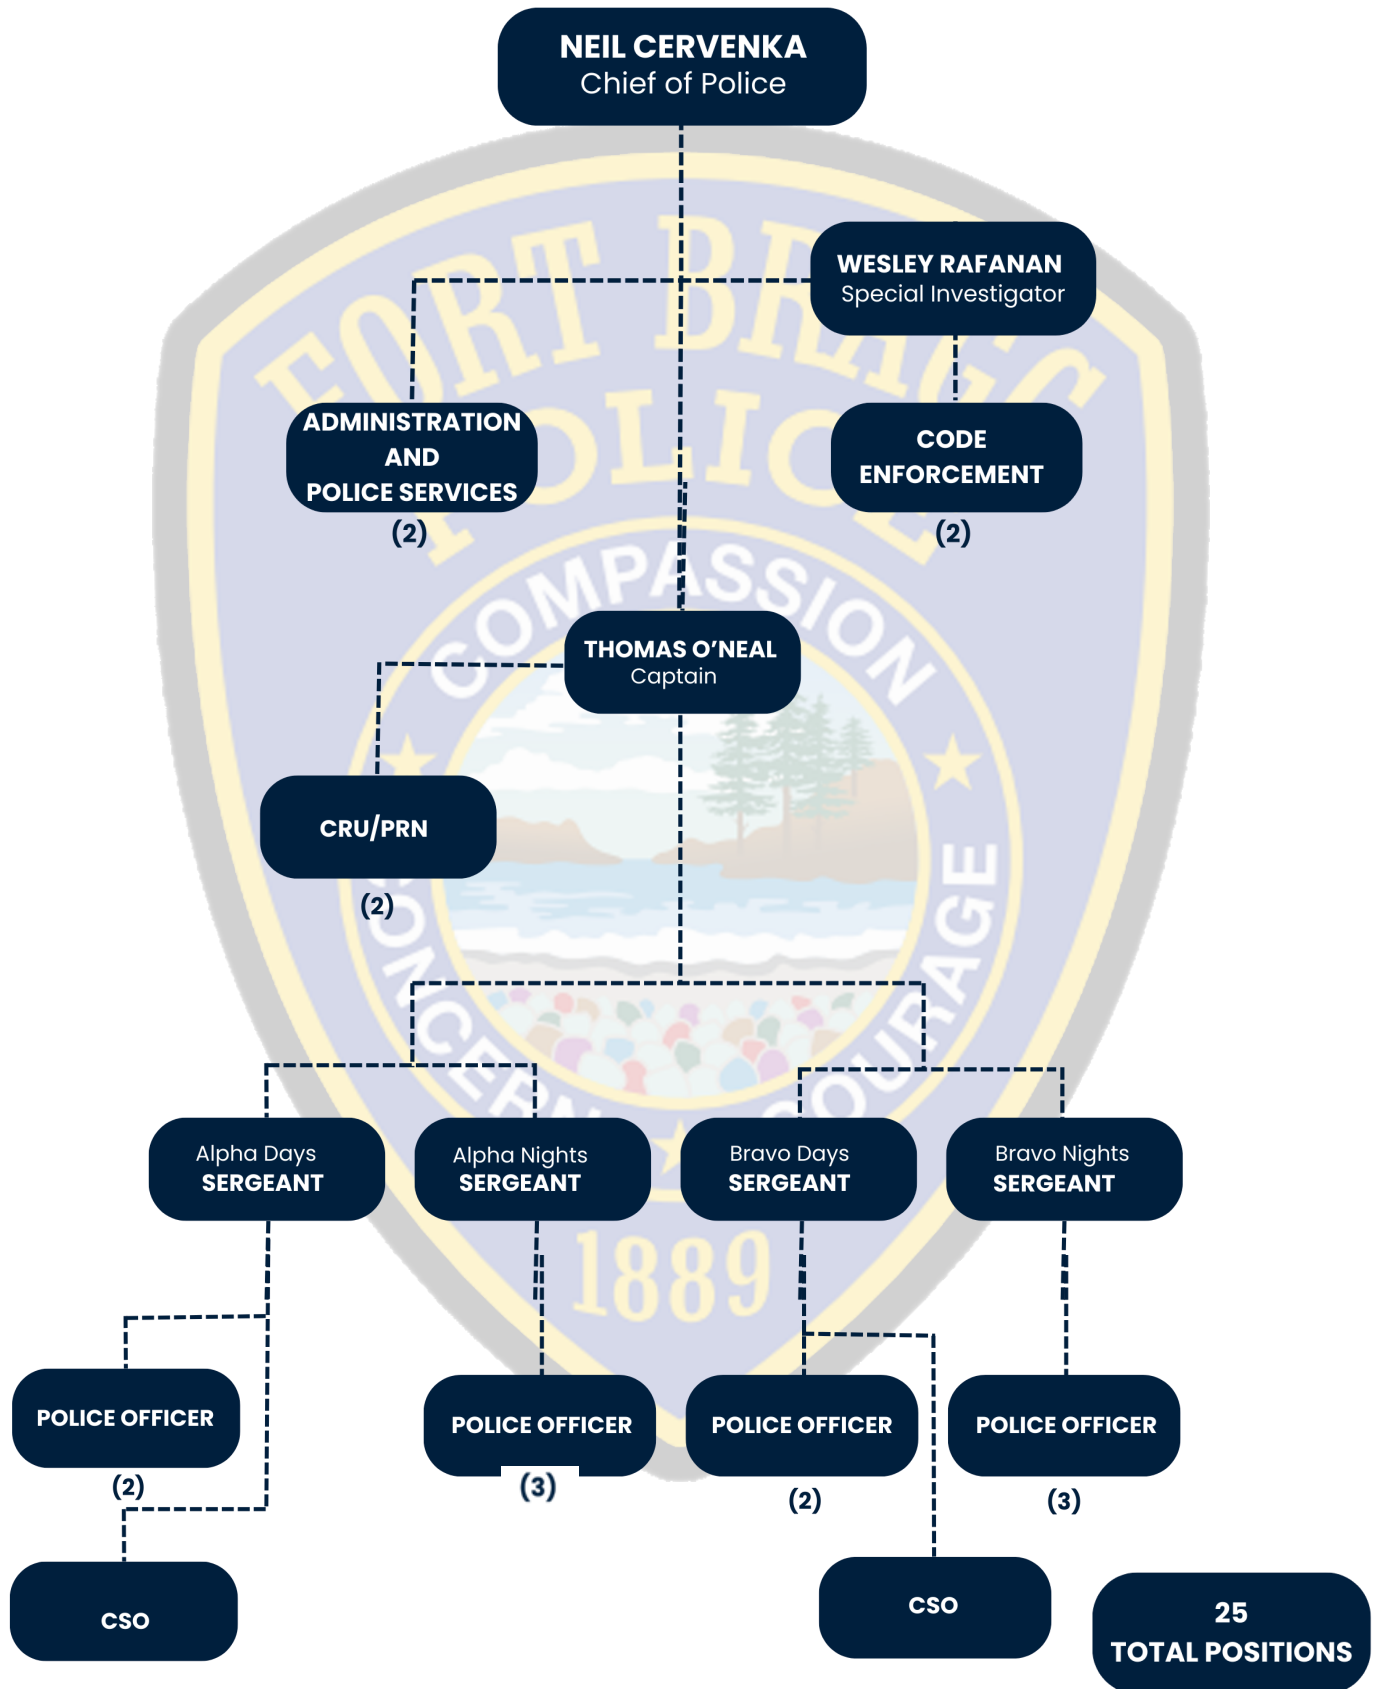 NEIL CERVENKA
Chief of Police
WESLEY RAFANAN
Special Investigator
ADMINISTRATION
AND
POLICE SERVICES
(2)
CODE
ENFORCEMENT
(2)
THOMAS O’NEAL
Captain
CRU/PRN
(2)
Alpha Days
SERGEANT
Alpha Nights
SERGEANT
Bravo Days
SERGEANT
Bravo Nights
SERGEANT
POLICE OFFICER
(2)
POLICE OFFICER
(3)
POLICE OFFICER
(2)
POLICE OFFICER
(3)
CSO
CSO
25
TOTAL POSITIONS
FORT BRAGG
POLICE
COMPASSION
CONCERN
COURAGE
1889